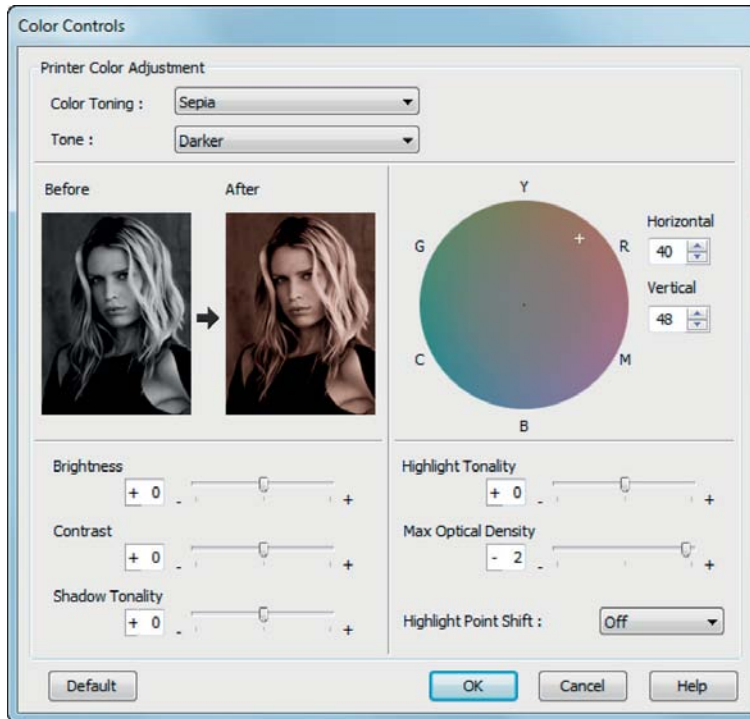 Color Controls
Printer Color Adjustment
Color Toning : Sepia
Tone : Darker
Before After
Y
G R
C M
B
Horizontal
40
Vertical
48
Brightness
+ 0 - +
Contrast
+ 0 - +
Shadow Tonality
+ 0 - +
Highlight Tonality
+ 0 - +
Max Optical Density
- 2 - +
Highlight Point Shift : Off
Default OK Cancel Help